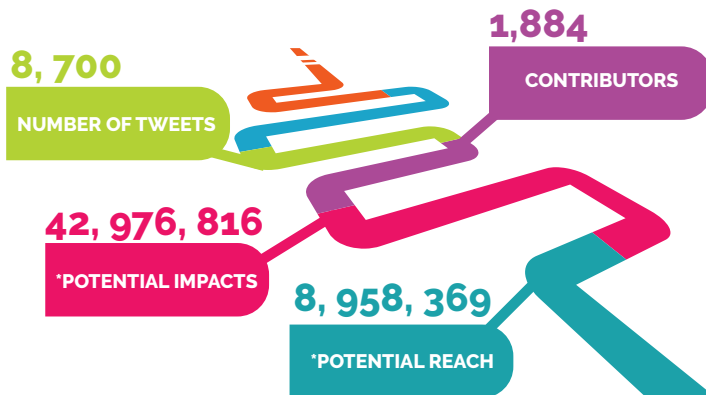 1,884
CONTRIBUTORS
8, 700
NUMBER OF TWEETS
42, 976, 816
*POTENTIAL IMPACTS
8, 958, 369
*POTENTIAL REACH